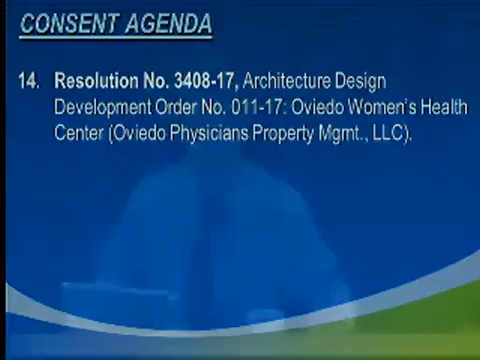 CONSENT AGENDA
14. Resolution No. 3408-17, Architecture Design
Development Order No. 011-17: Oviedo Women's Health
Center (Oviedo Physicians Property Mgmt., LLC).